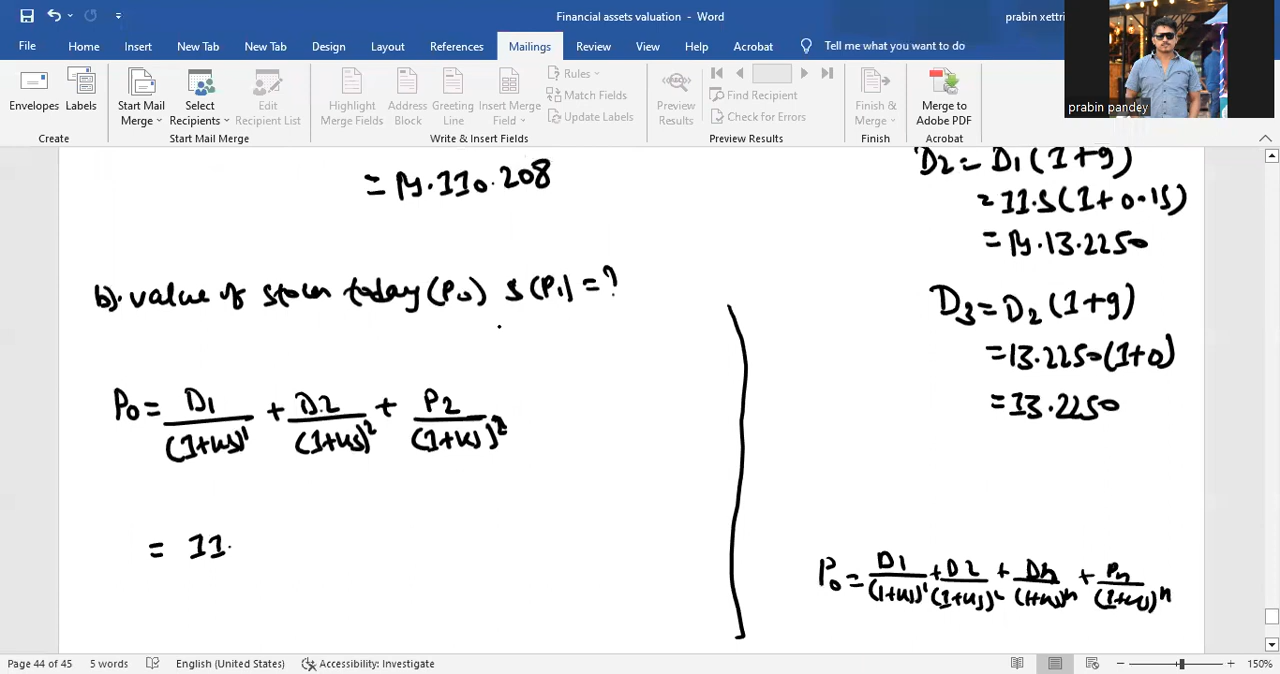 Financial assets valuation - Word
prabin xettri
File Home Insert New Tab New Tab Design Layout References Mailings Review View Help Acrobat Tell me what you want to do
Envelopes Labels
Create
Start Mail Merge Select Recipients Edit Recipient List
Start Mail Merge
Highlight Merge Fields Address Block Greeting Line Insert Merge Field Rules Match Fields Update Labels
Write & Insert Fields
Preview Results Find Recipient Check for Errors
Preview Results
Finish & Merge
Finish
Merge to Adobe PDF
Acrobat
prabin pandey
= Py.110.208
b). value of stock today (P0) & (P1) = ?
P0 = D1/(1+ks)^1 + D2/(1+ks)^2 + P2/(1+ks)^2
= 11.
D2 = D1 (1+g)
= 11.5(1+0.15)
= Py.13.2250
D3 = D2 (1+g)
= 13.2250(1+0)
= 13.2250
P0 = D1/(1+ks)^1 + D2/(1+ks)^2 + Dn/(1+ks)^n + Pn/(1+ks)^n
Page 44 of 45 5 words English (United States) Accessibility: Investigate 150%